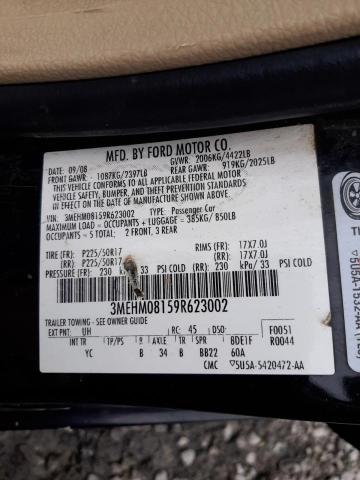 MFD. BY FORD MOTOR CO.
DATE: 09/08 GVWR: 2006KG/4422LB
FRONT GAWR: 1087KG/2397LB REAR GAWR: 919KG/2025LB
THIS VEHICLE CONFORMS TO ALL APPLICABLE FEDERAL MOTOR
VEHICLE SAFETY, BUMPER, AND THEFT PREVENTION STANDARDS IN
EFFECT ON THE DATE OF MANUFACTURE SHOWN ABOVE.
VIN: 3MEHM08159R623002 TYPE: Passenger Car
MAXIMUM LOAD = OCCUPANTS + LUGGAGE = 385KG/850LB
OCCUPANTS = 5 TOTAL: 2 FRONT, 3 REAR
TIRE (FR) P225/50R17 RIMS (FR): 17X7.0J
(RR) P225/50R17 (RR): 17X7.0J
PRESSURE (FR): 230 kPa/ 33 PSI COLD (RR): 230 kPa/ 33 PSI COLD
3MEHM08159R623002
TRAILER TOWING - SEE OWNER GUIDE
EXT PNT: UH RC: 45 DSO: F0051
INT TR TP/PS R AXLE TR SPR BDE1F R0044
YC B 34 B BB22 60A
CMC 5U5A-5420472-AA